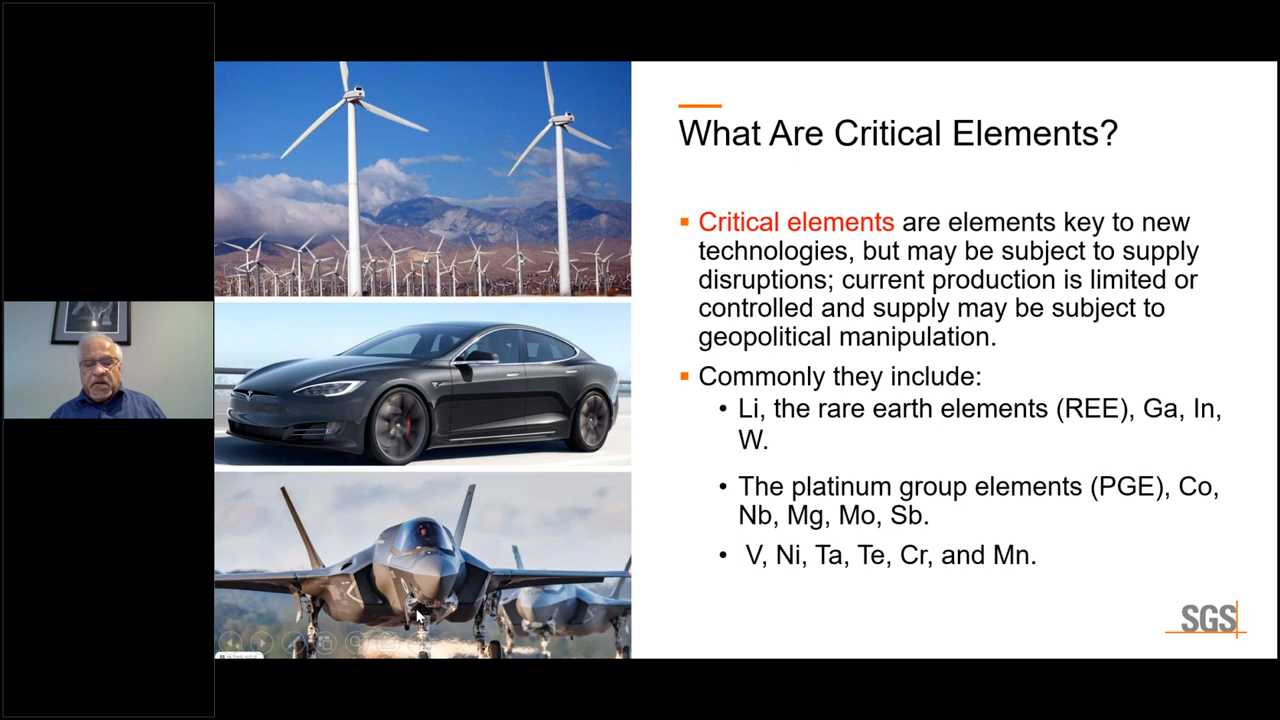 What Are Critical Elements?
▪ Critical elements are elements key to new
technologies, but may be subject to supply
disruptions; current production is limited or
controlled and supply may be subject to
geopolitical manipulation.
▪ Commonly they include:
• Li, the rare earth elements (REE), Ga, In,
W.
• The platinum group elements (PGE), Co,
Nb, Mg, Mo, Sb.
• V, Ni, Ta, Te, Cr, and Mn.
SGS